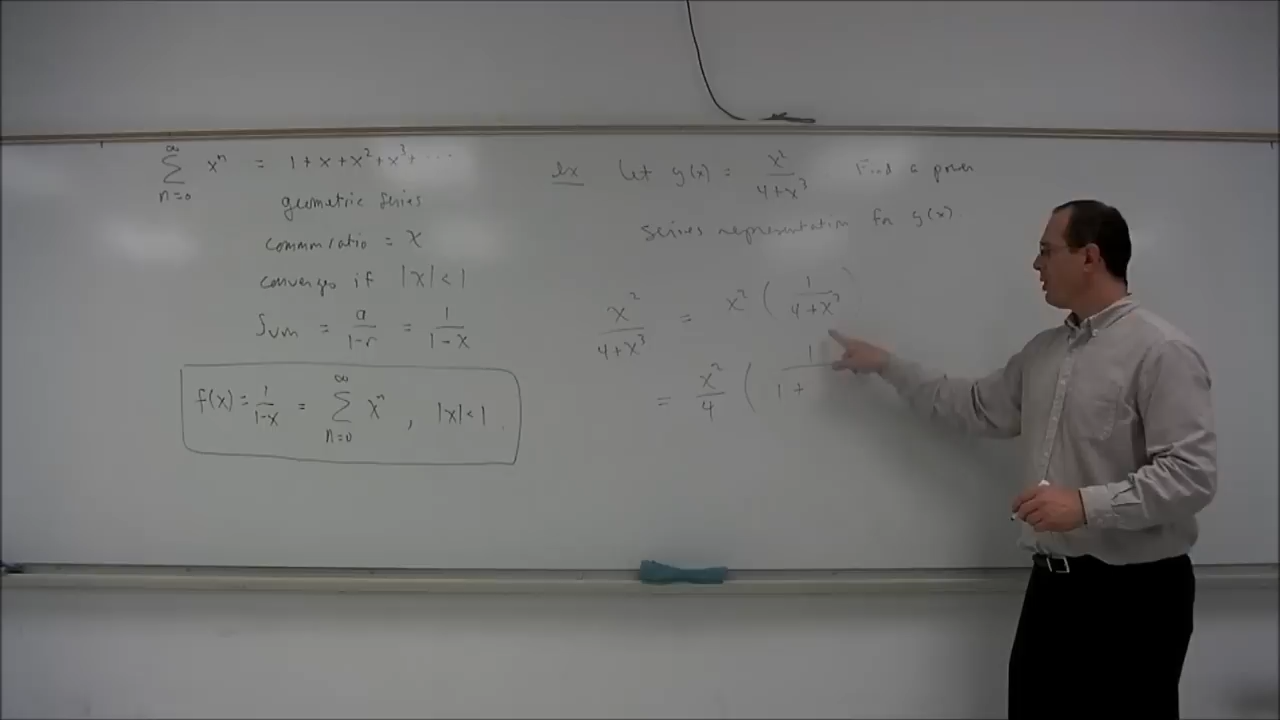 ∞
∑ xⁿ = 1 + x + x² + x³ + ...
n=0
geometric series
common ratio = x
converges if |x| < 1
Sum = a/(1-r) = 1/(1-x)
f(x) = 1/(1-x) = ∑ xⁿ , |x| < 1
∞
n=0
ex Let g(x) = x²/(4+x³) Find a power
series representation for g(x).
x²/(4+x³) = x² ( 1/(4+x³) )
= x²/4 ( 1/(1+